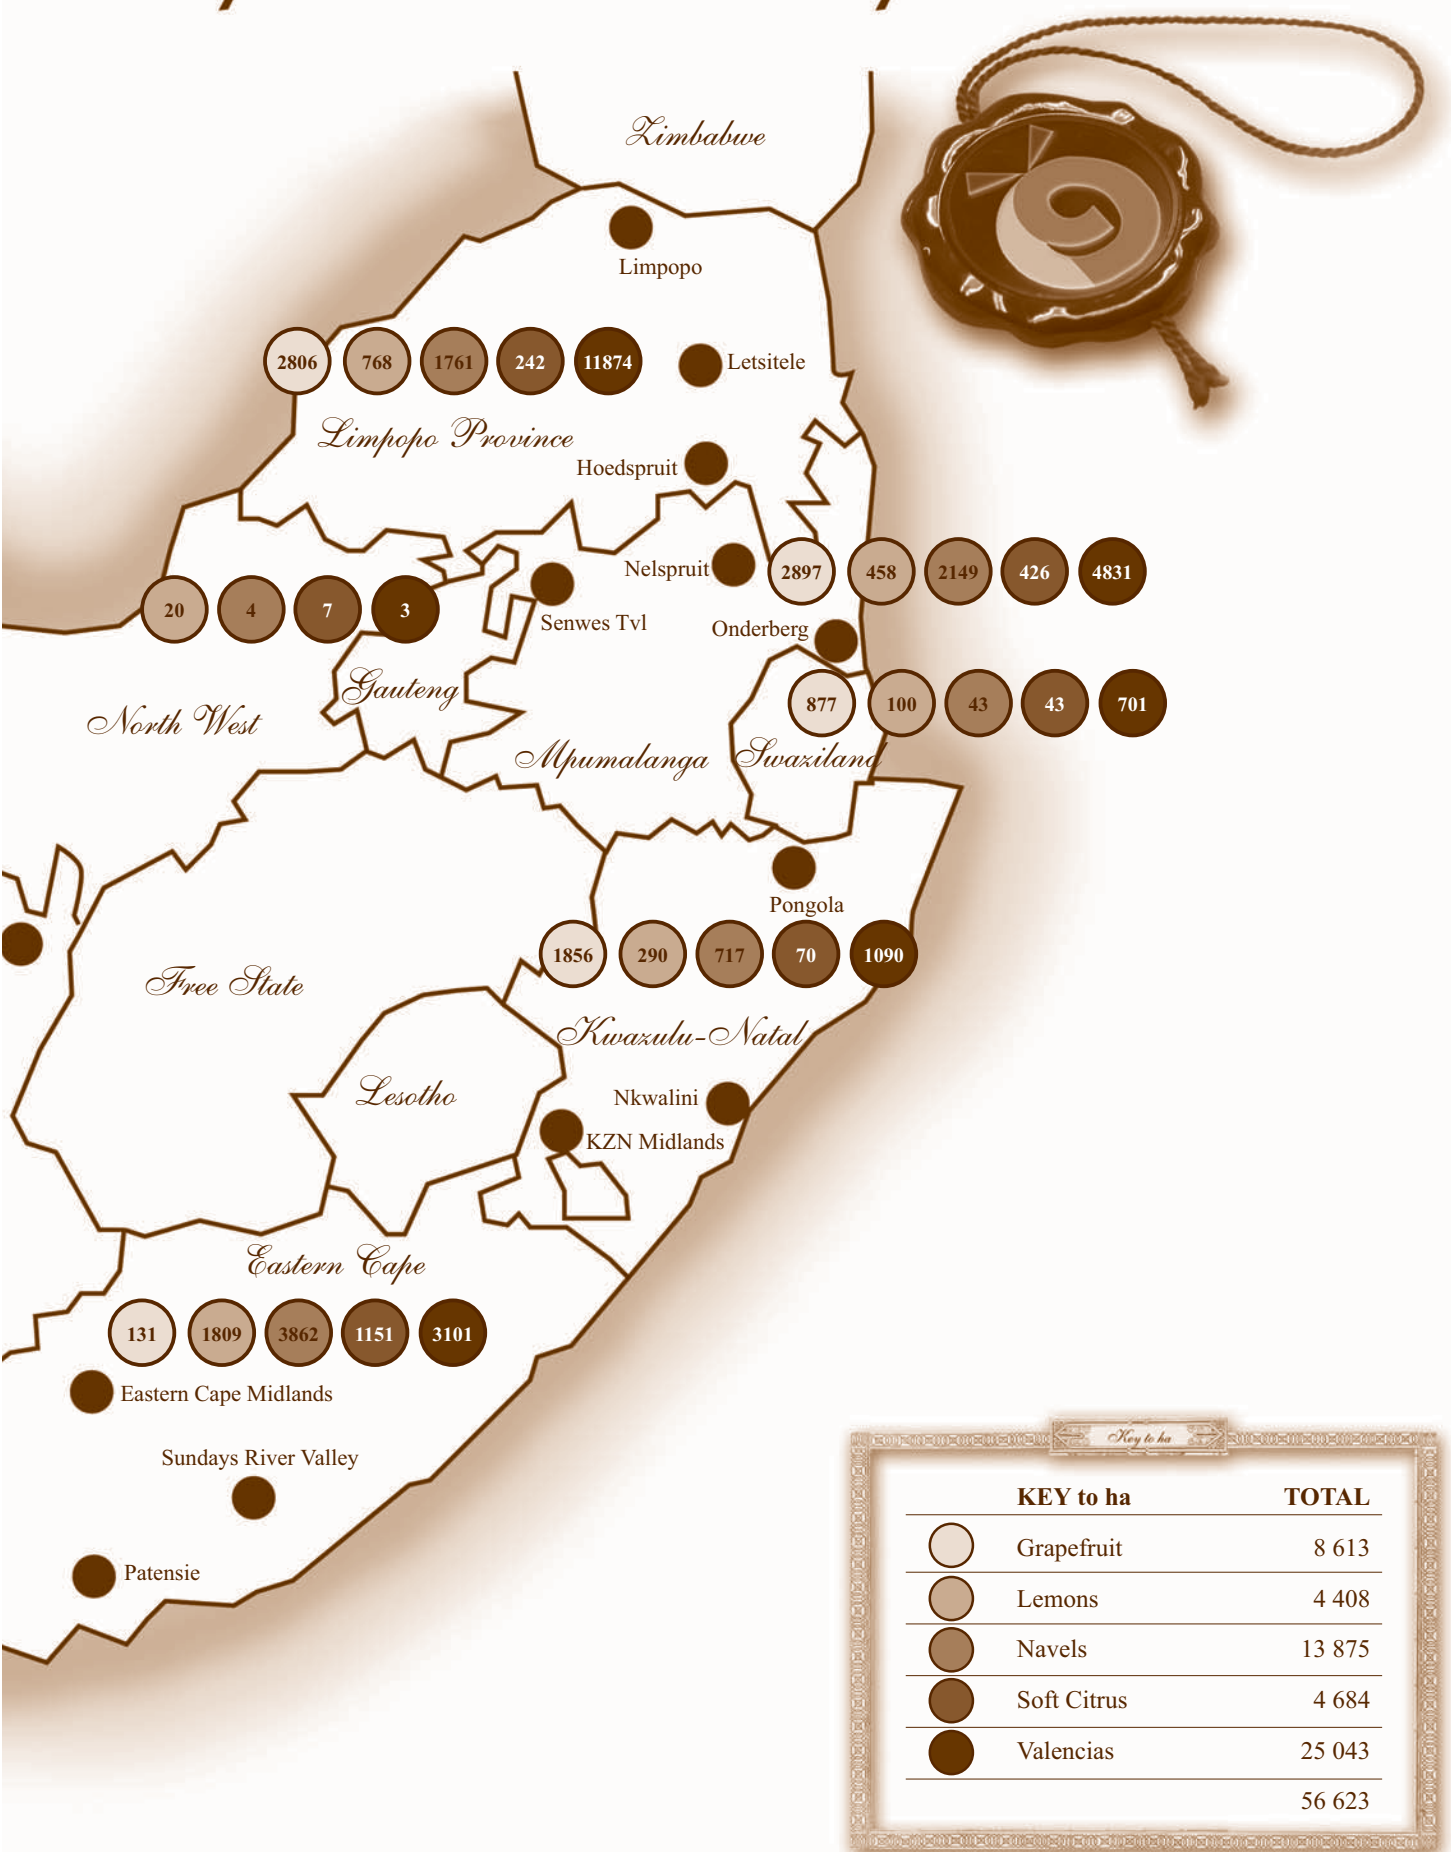 Zimbabwe
Limpopo
2806 768 1761 242 11874
Letsitele
Limpopo Province
Hoedspruit
Nelspruit
2897 458 2149 426 4831
20 4 7 3
Senwes Tvl
Onderberg
Gauteng
877 100 43 43 701
North West
Mpumalanga
Swaziland
Pongola
1856 290 717 70 1090
Free State
Kwazulu-Natal
Lesotho
Nkwalini
KZN Midlands
Eastern Cape
131 1809 3862 1151 3101
Eastern Cape Midlands
Sundays River Valley
Patensie
Key to ha
KEY to ha TOTAL
Grapefruit 8 613
Lemons 4 408
Navels 13 875
Soft Citrus 4 684
Valencias 25 043
56 623